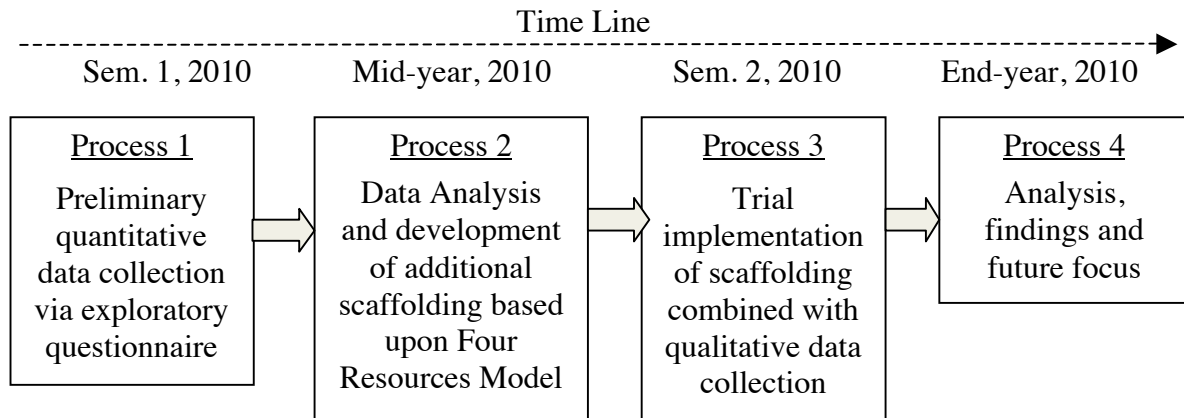 Time Line
Sem. 1, 2010
Mid-year, 2010
Sem. 2, 2010
End-year, 2010
Process 1
Preliminary
quantitative
data collection
via exploratory
questionnaire
Process 2
Data Analysis
and development
of additional
scaffolding based
upon Four
Resources Model
Process 3
Trial
implementation
of scaffolding
combined with
qualitative data
collection
Process 4
Analysis,
findings and
future focus